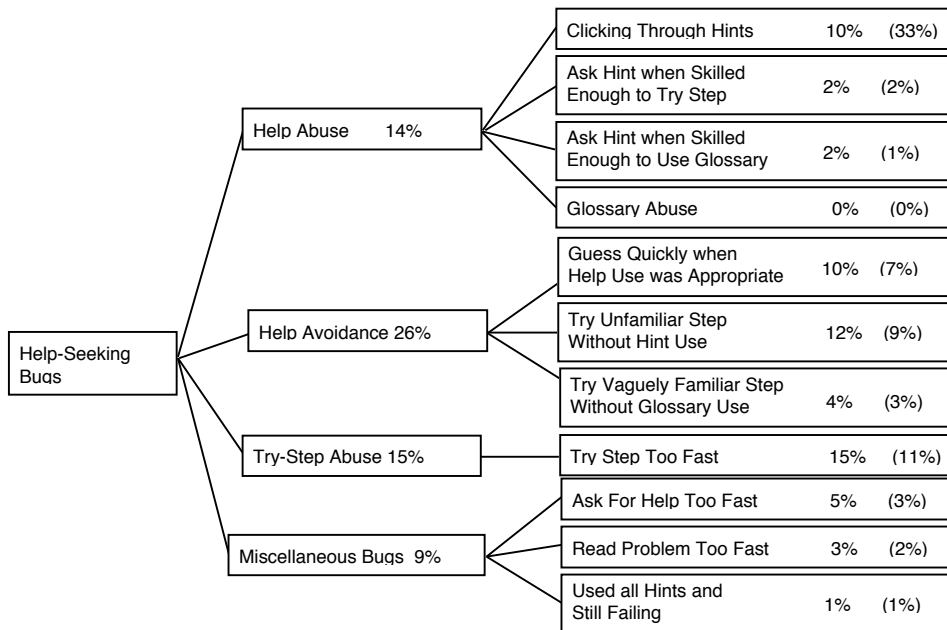 Clicking Through Hints 10% (33%)
Ask Hint when Skilled
Enough to Try Step 2% (2%)
Help Abuse 14%
Ask Hint when Skilled
Enough to Use Glossary 2% (1%)
Glossary Abuse 0% (0%)
Guess Quickly when
Help Use was Appropriate 10% (7%)
Help-Seeking
Bugs
Help Avoidance 26%
Try Unfamiliar Step
Without Hint Use 12% (9%)
Try Vaguely Familiar Step
Without Glossary Use 4% (3%)
Try-Step Abuse 15%
Try Step Too Fast 15% (11%)
Ask For Help Too Fast 5% (3%)
Miscellaneous Bugs 9%
Read Problem Too Fast 3% (2%)
Used all Hints and
Still Failing 1% (1%)